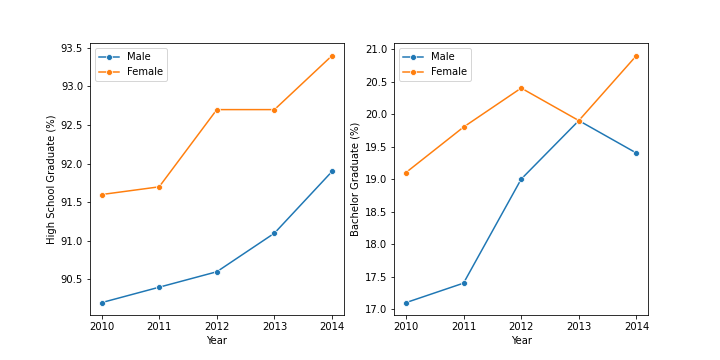 93.5
93.0
92.5
92.0
91.5
91.0
90.5
High School Graduate (%)
Male
Female
2010 2011 2012 2013 2014
Year
21.0
20.5
20.0
19.5
19.0
18.5
18.0
17.5
17.0
Bachelor Graduate (%)
Male
Female
2010 2011 2012 2013 2014
Year